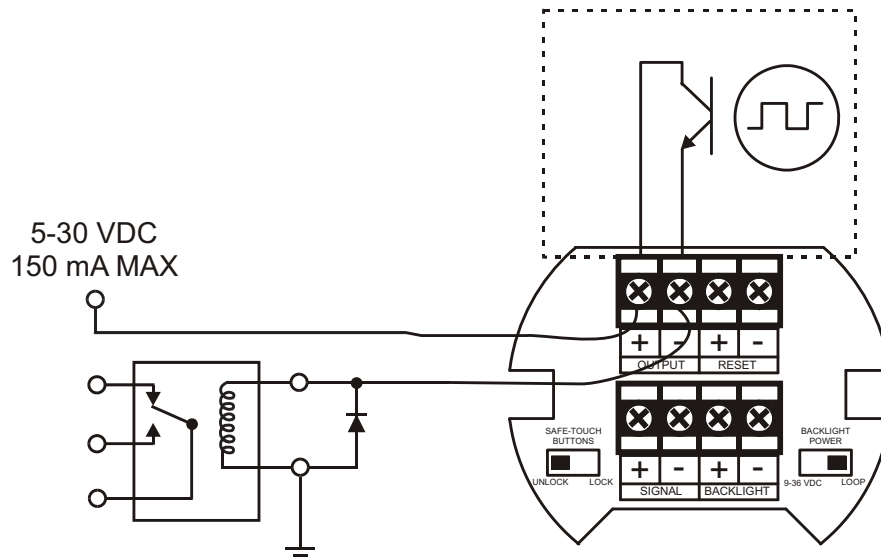 5-30 VDC
150 mA MAX
+ - + -
OUTPUT RESET
SAFE-TOUCH
BUTTONS
UNLOCK LOCK
+ - + -
SIGNAL BACKLIGHT
BACKLIGHT
POWER
9-36 VDC LOOP